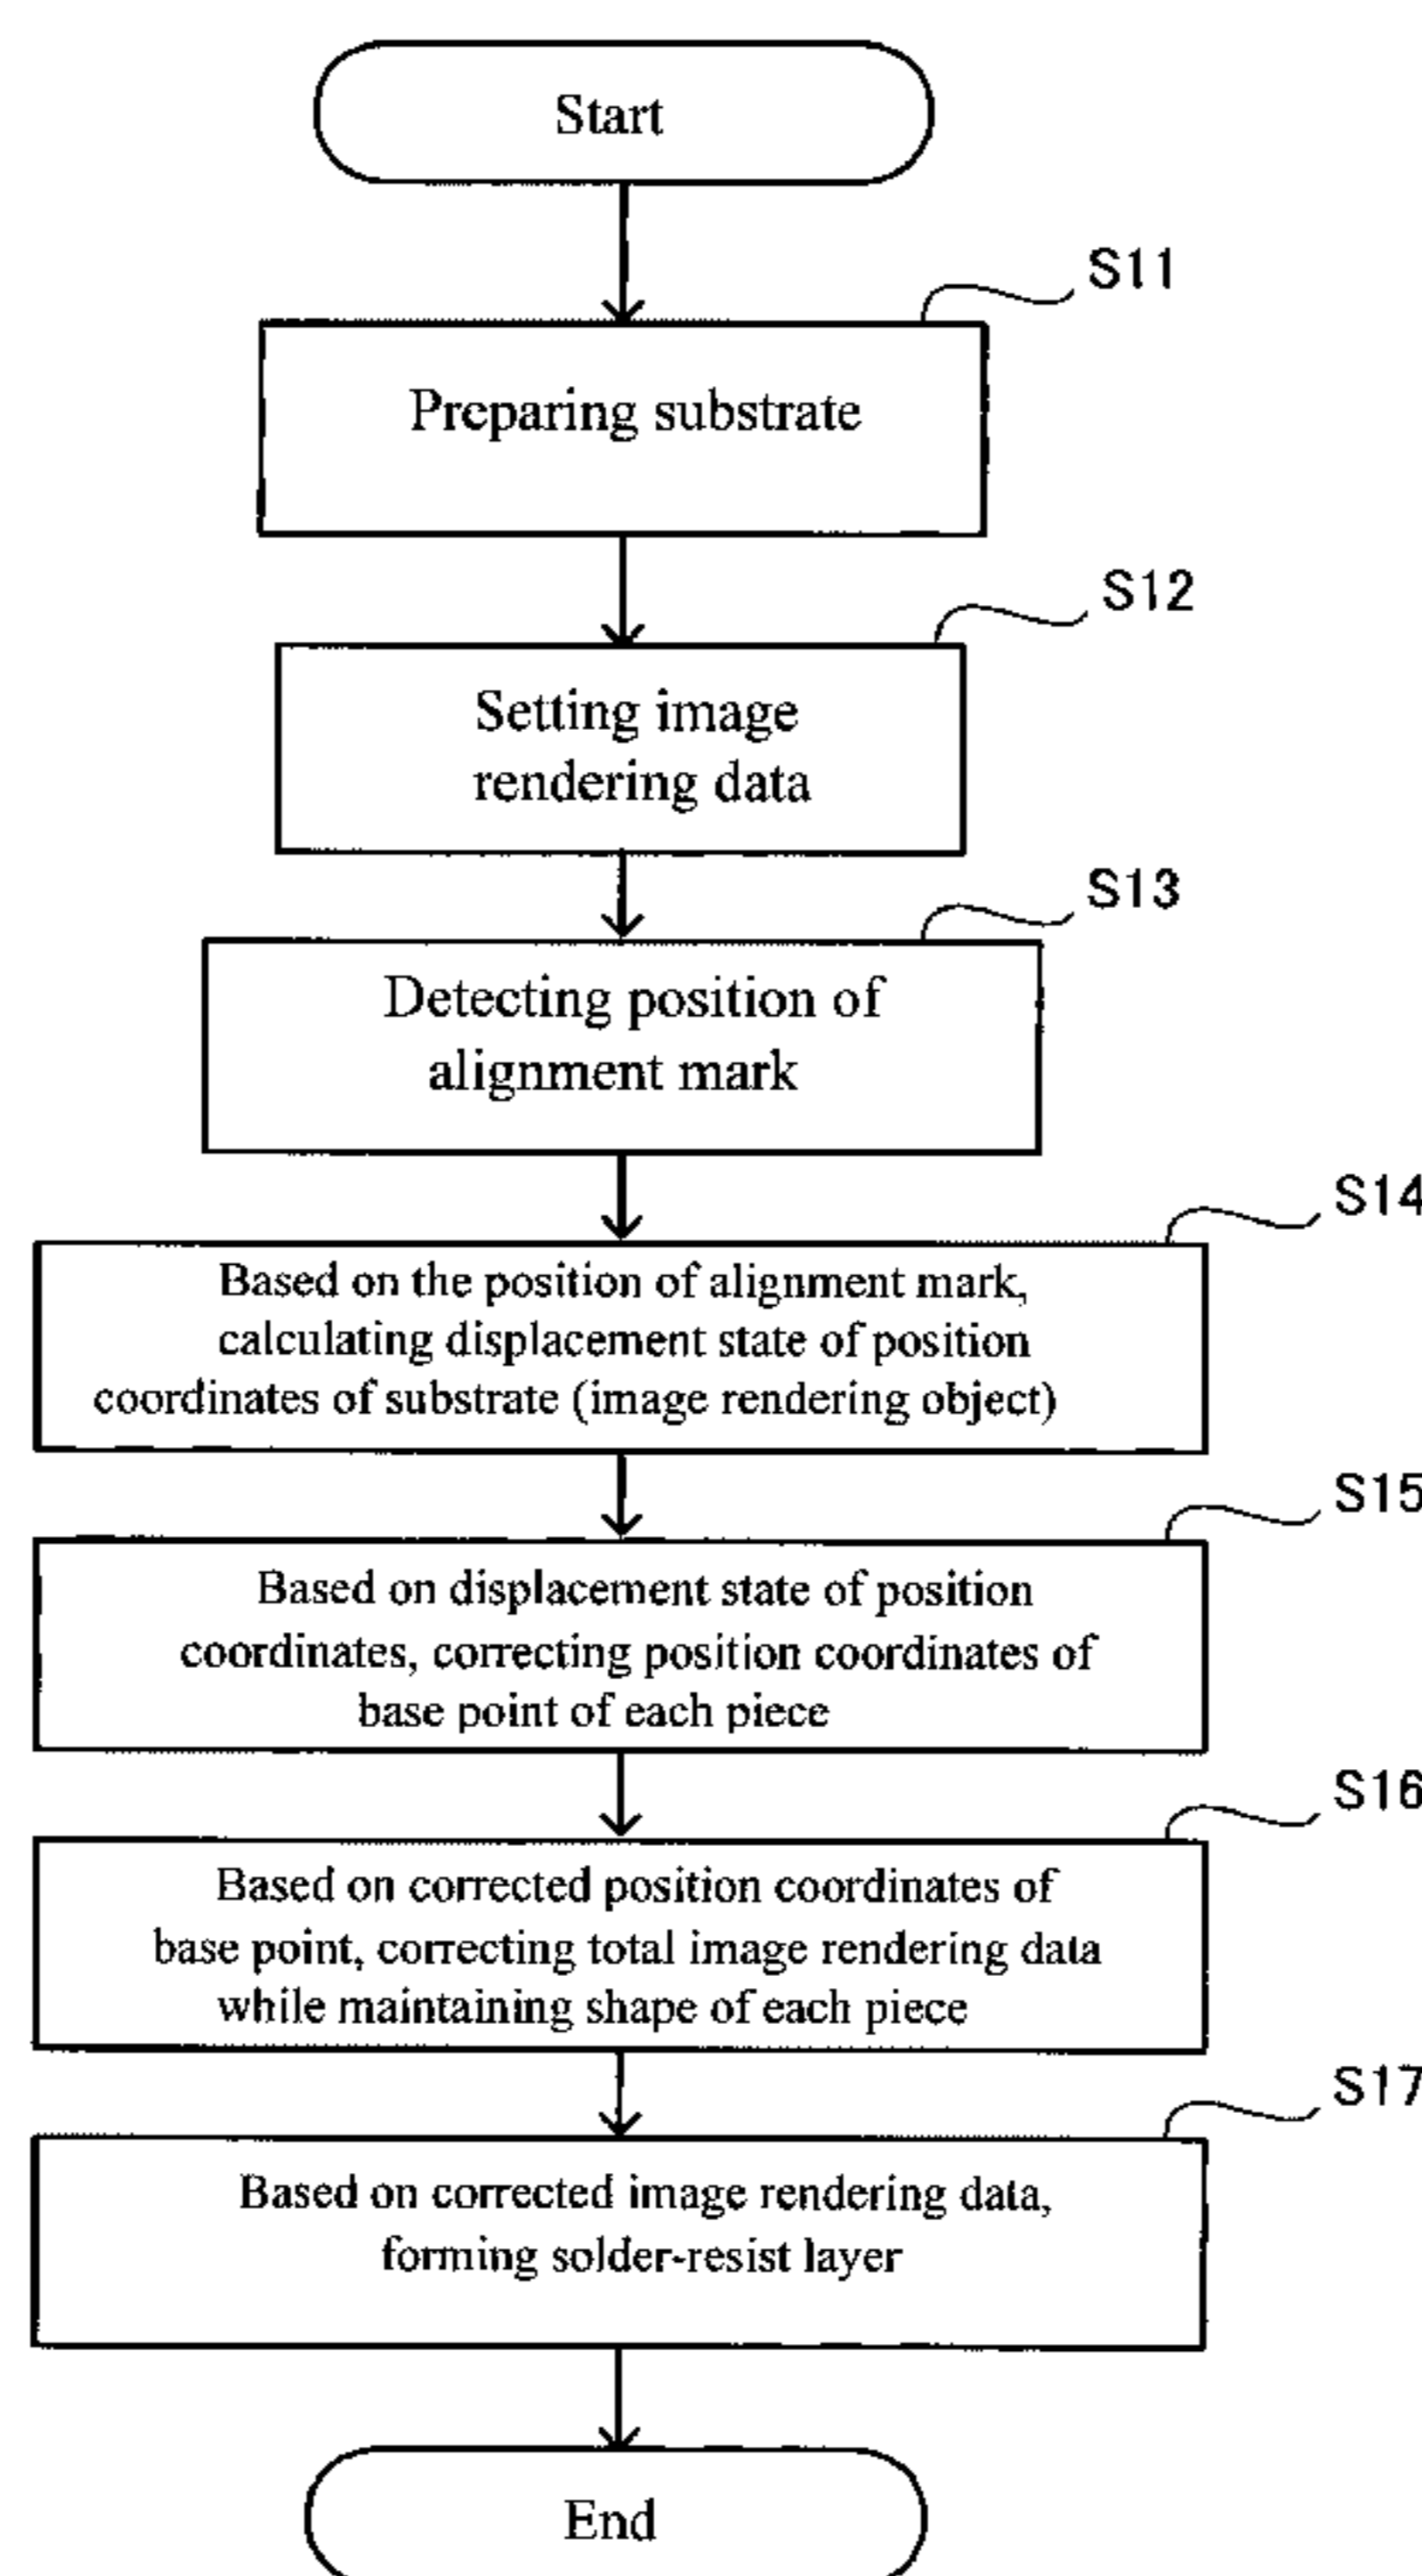 Start
S11
Preparing substrate
S12
Setting image
rendering data
S13
Detecting position of
alignment mark
S14
Based on the position of alignment mark,
calculating displacement state of position
coordinates of substrate (image rendering object)
S15
Based on displacement state of position
coordinates, correcting position coordinates of
base point of each piece
S16
Based on corrected position coordinates of
base point, correcting total image rendering data
while maintaining shape of each piece
S17
Based on corrected image rendering data,
forming solder-resist layer
End